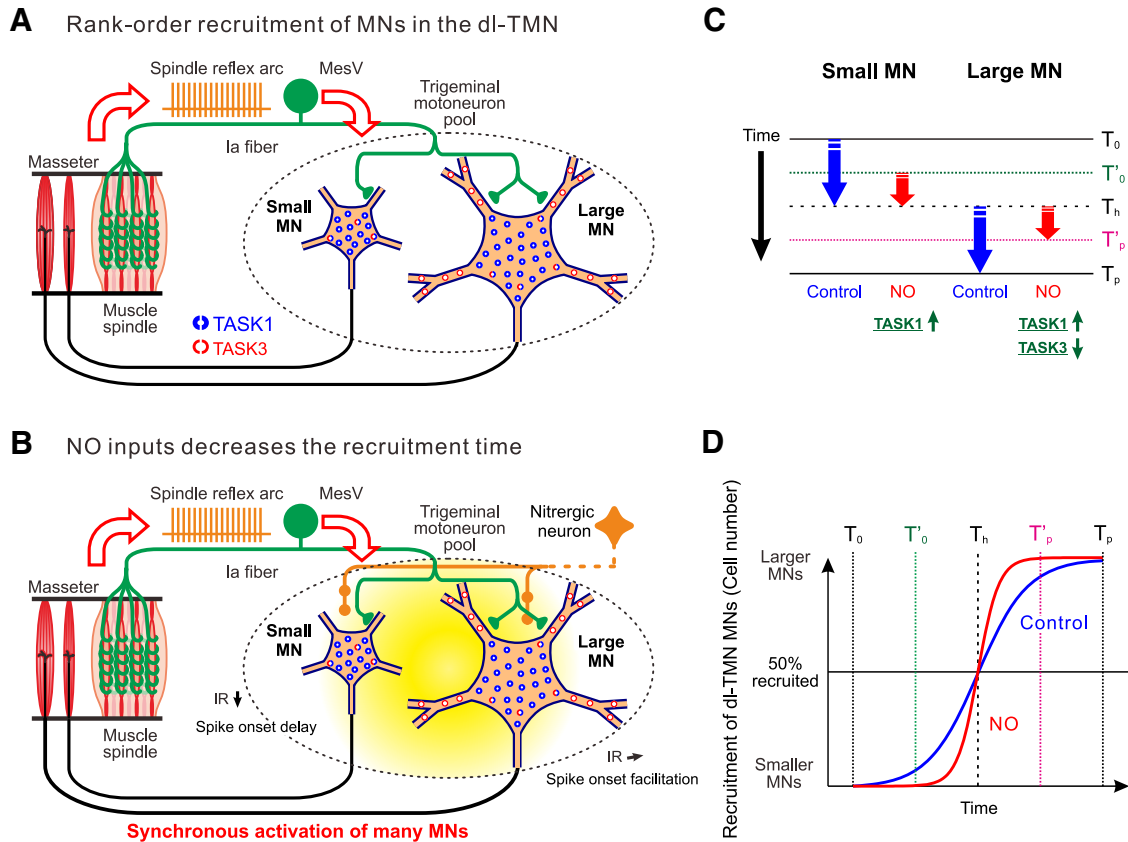 A
Rank-order recruitment of MNs in the dl-TMN
Spindle reflex arc
MesV
Trigeminal
motoneuron
pool
Ia fiber
Masseter
Small
MN
Large
MN
Muscle
spindle
TASK1
TASK3
B
NO inputs decreases the recruitment time
Spindle reflex arc
MesV
Trigeminal
motoneuron
pool
Nitrergic
neuron
Ia fiber
Masseter
Small
MN
Large
MN
IR
Spike onset delay
Muscle
spindle
IR
Spike onset facilitation
Synchronous activation of many MNs
C
Small MN
Large MN
Time
T0
T'0
Th
T'p
Tp
Control
NO
Control
NO
TASK1
TASK1
TASK3
D
Recruitment of dl-TMN MNs (Cell number)
T0
T'0
Th
T'p
Tp
Larger
MNs
Control
50%
recruited
NO
Smaller
MNs
Time